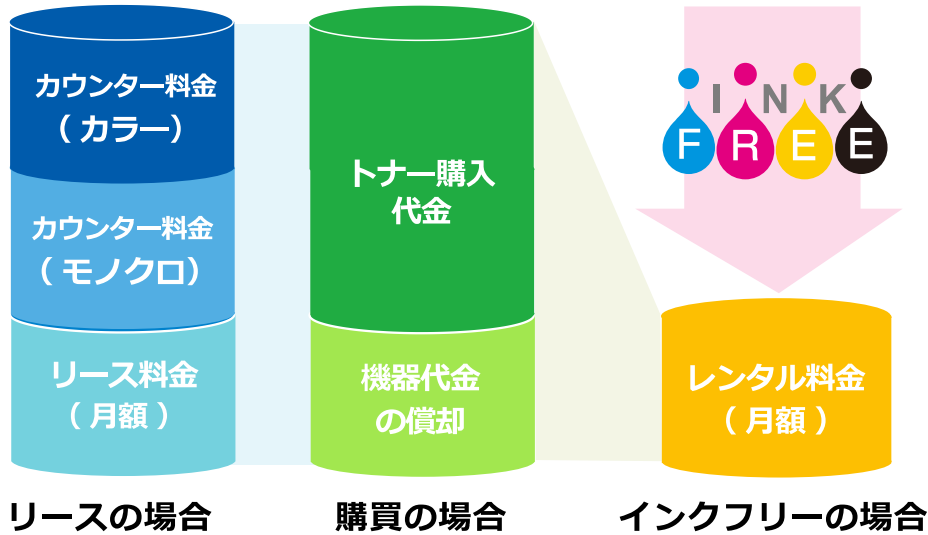 カウンター料金
（ カラー）
カウンター料金
（ モノクロ）
リース料金
（ 月額 ）
リースの場合
トナー購入
代金
機器代金
の償却
購買の場合
INK
FREE
レンタル料金
（ 月額 ）
インクフリーの場合